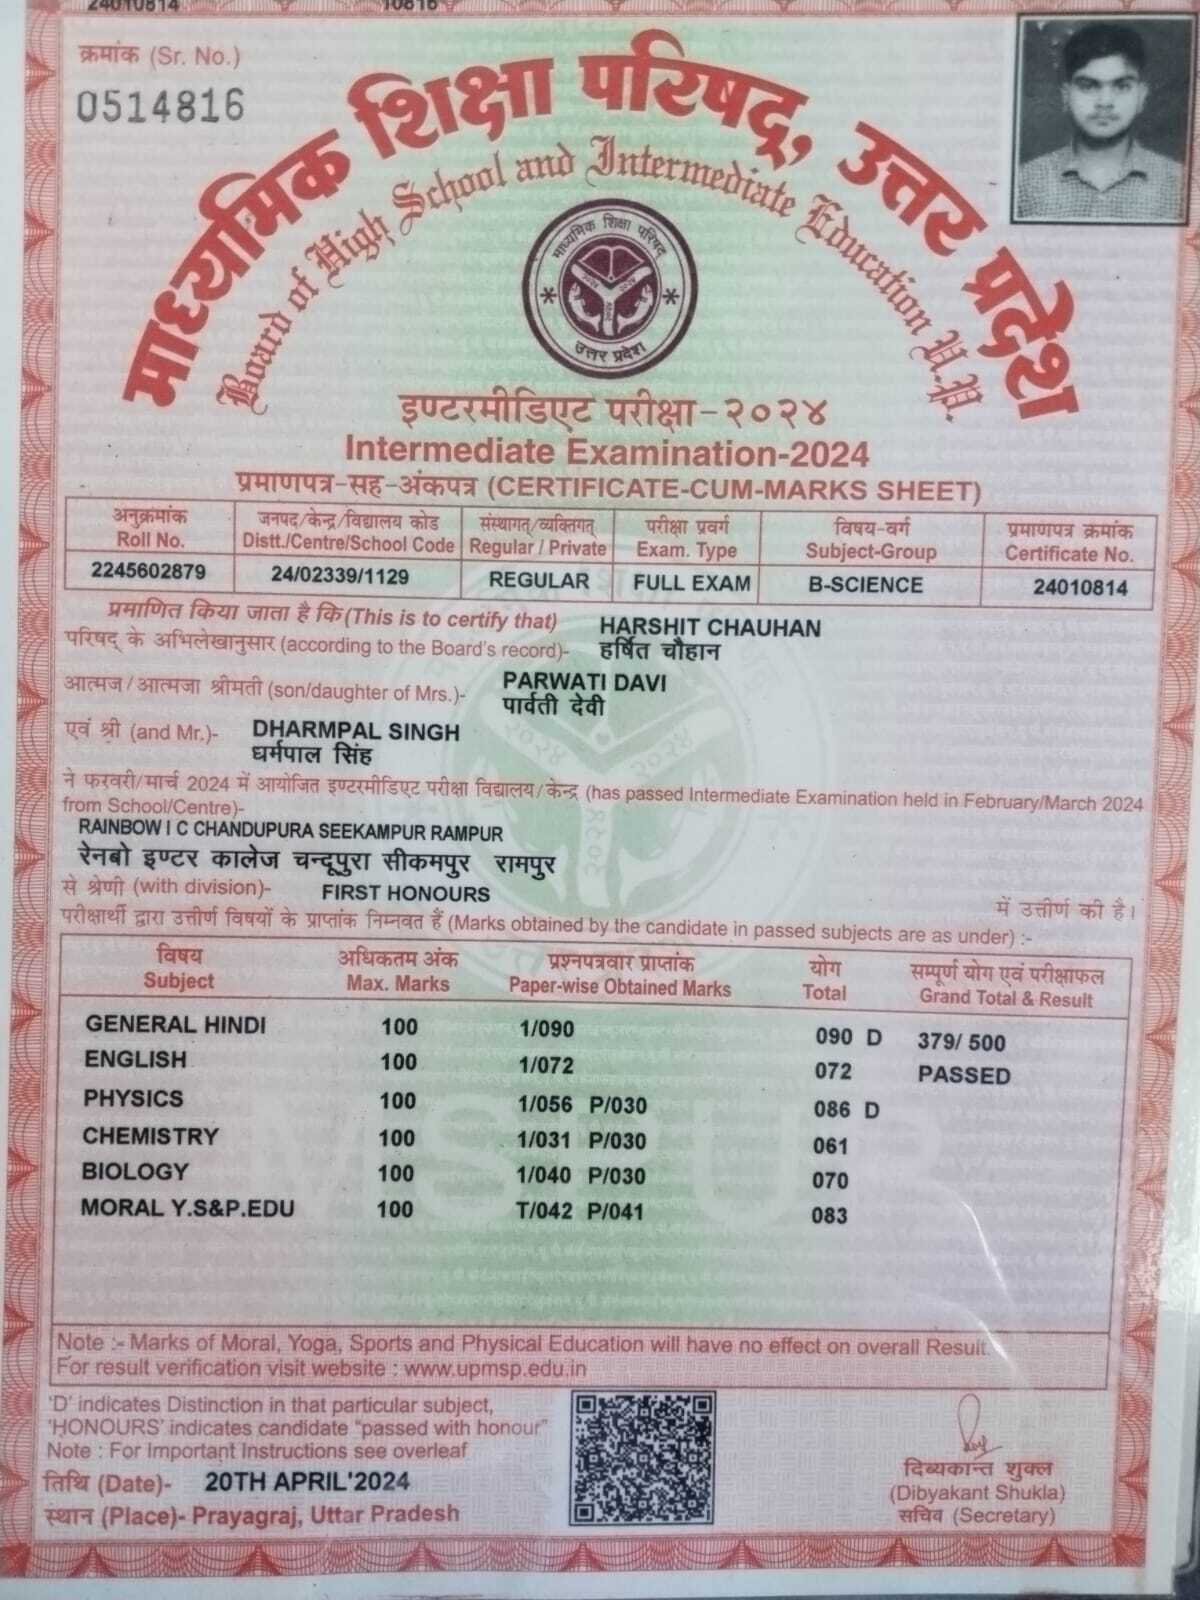 24010814 10816
क्रमांक (Sr. No.)
0514816
माध्यमिक शिक्षा परिषद्, उत्तर प्रदेश
Board of High School and Intermediate Education U.P.
माध्यमिक शिक्षा परिषद
उत्तर प्रदेश
इण्टरमीडिएट परीक्षा-२०२४
Intermediate Examination-2024
प्रमाणपत्र-सह-अंकपत्र (CERTIFICATE-CUM-MARKS SHEET)
अनुक्रमांक जनपद/केन्द्र/विद्यालय कोड संस्थागत्/व्यक्तिगत् परीक्षा प्रवर्ग विषय-वर्ग प्रमाणपत्र क्रमांक
Roll No. Distt./Centre/School Code Regular / Private Exam. Type Subject-Group Certificate No.
2245602879 24/02339/1129 REGULAR FULL EXAM B-SCIENCE 24010814
प्रमाणित किया जाता है कि (This is to certify that) HARSHIT CHAUHAN
परिषद् के अभिलेखानुसार (according to the Board's record)- हर्षित चौहान
आत्मज/आत्मजा श्रीमती (son/daughter of Mrs.)- PARWATI DAVI
पार्वती देवी
एवं श्री (and Mr.)- DHARMPAL SINGH
धर्मपाल सिंह
ने फरवरी/मार्च 2024 में आयोजित इण्टरमीडिएट परीक्षा विद्यालय/केन्द्र (has passed Intermediate Examination held in February/March 2024
from School/Centre)-
RAINBOW I C CHANDUPURA SEEKAMPUR RAMPUR
रेनबो इण्टर कालेज चन्दूपुरा सीकमपुर रामपुर
से श्रेणी (with division)- FIRST HONOURS में उत्तीर्ण की है।
परीक्षार्थी द्वारा उत्तीर्ण विषयों के प्राप्तांक निम्नवत हैं (Marks obtained by the candidate in passed subjects are as under) :-
विषय अधिकतम अंक प्रश्नपत्रवार प्राप्तांक योग सम्पूर्ण योग एवं परीक्षाफल
Subject Max. Marks Paper-wise Obtained Marks Total Grand Total & Result
GENERAL HINDI 100 1/090 090 D 379/ 500
ENGLISH 100 1/072 072 PASSED
PHYSICS 100 1/056 P/030 086 D
CHEMISTRY 100 1/031 P/030 061
BIOLOGY 100 1/040 P/030 070
MORAL Y.S&P.EDU 100 T/042 P/041 083
Note :- Marks of Moral, Yoga, Sports and Physical Education will have no effect on overall Result.
For result verification visit website : www.upmsp.edu.in
'D' indicates Distinction in that particular subject,
'HONOURS' indicates candidate "passed with honour"
Note : For Important Instructions see overleaf
तिथि (Date)- 20TH APRIL'2024
स्थान (Place)- Prayagraj, Uttar Pradesh
दिब्यकान्त शुक्ल
(Dibyakant Shukla)
सचिव (Secretary)